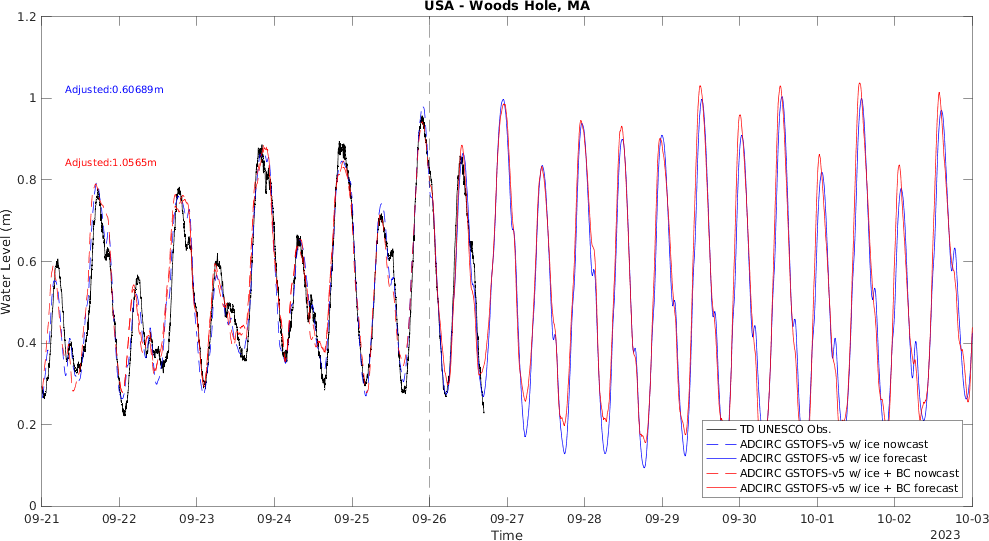 USA - Woods Hole, MA
Adjusted:0.60689m
Adjusted:1.0565m
Water Level (m)
1.2
1
0.8
0.6
0.4
0.2
0
TD UNESCO Obs.
ADCIRC GSTOFS-v5 w/ ice nowcast
ADCIRC GSTOFS-v5 w/ ice forecast
ADCIRC GSTOFS-v5 w/ ice + BC nowcast
ADCIRC GSTOFS-v5 w/ ice + BC forecast
09-21 09-22 09-23 09-24 09-25 09-26 09-27 09-28 09-29 09-30 10-01 10-02 10-03
Time
2023